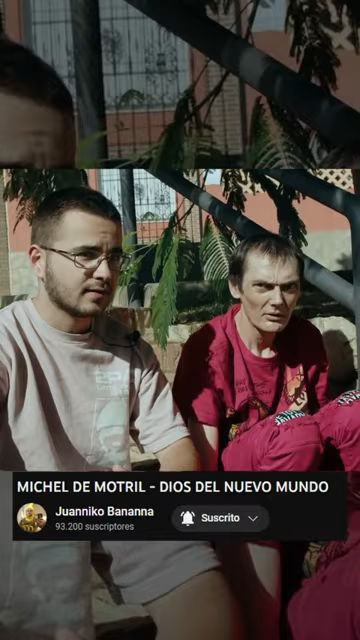 MICHEL DE MOTRIL - DIOS DEL NUEVO MUNDO
Juanniko Bananna
93.200 suscriptores
Suscrito